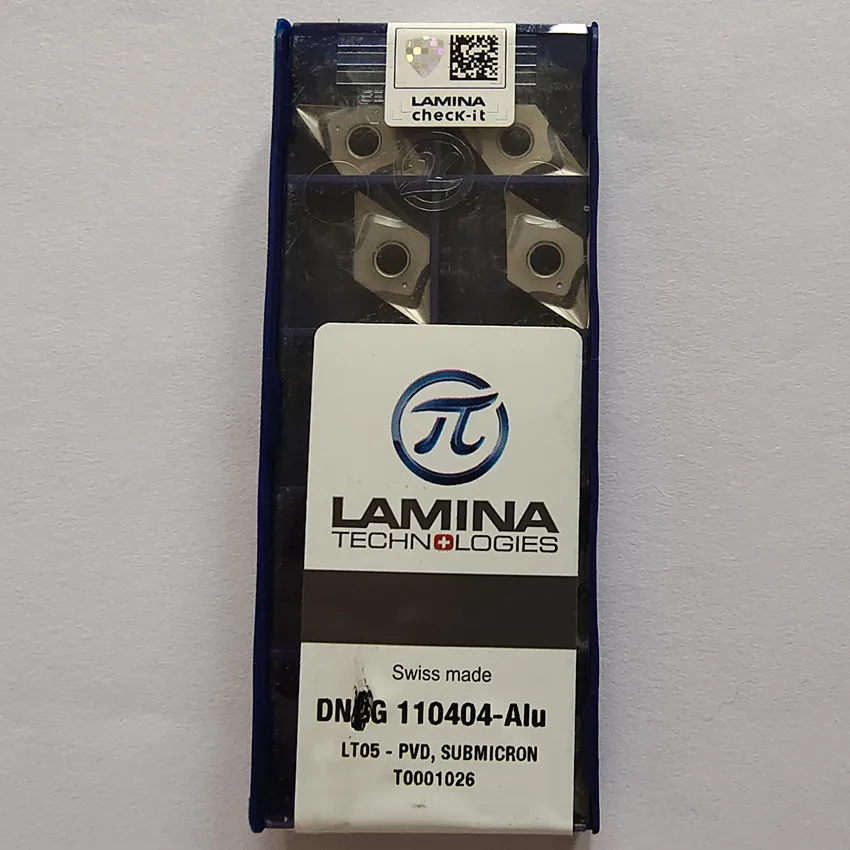 LAMINA
check-it
π
LAMINA
TECHNOLOGIES
Swiss made
110404-Alu
LT05 - PVD, SUBMICRON
T0001026